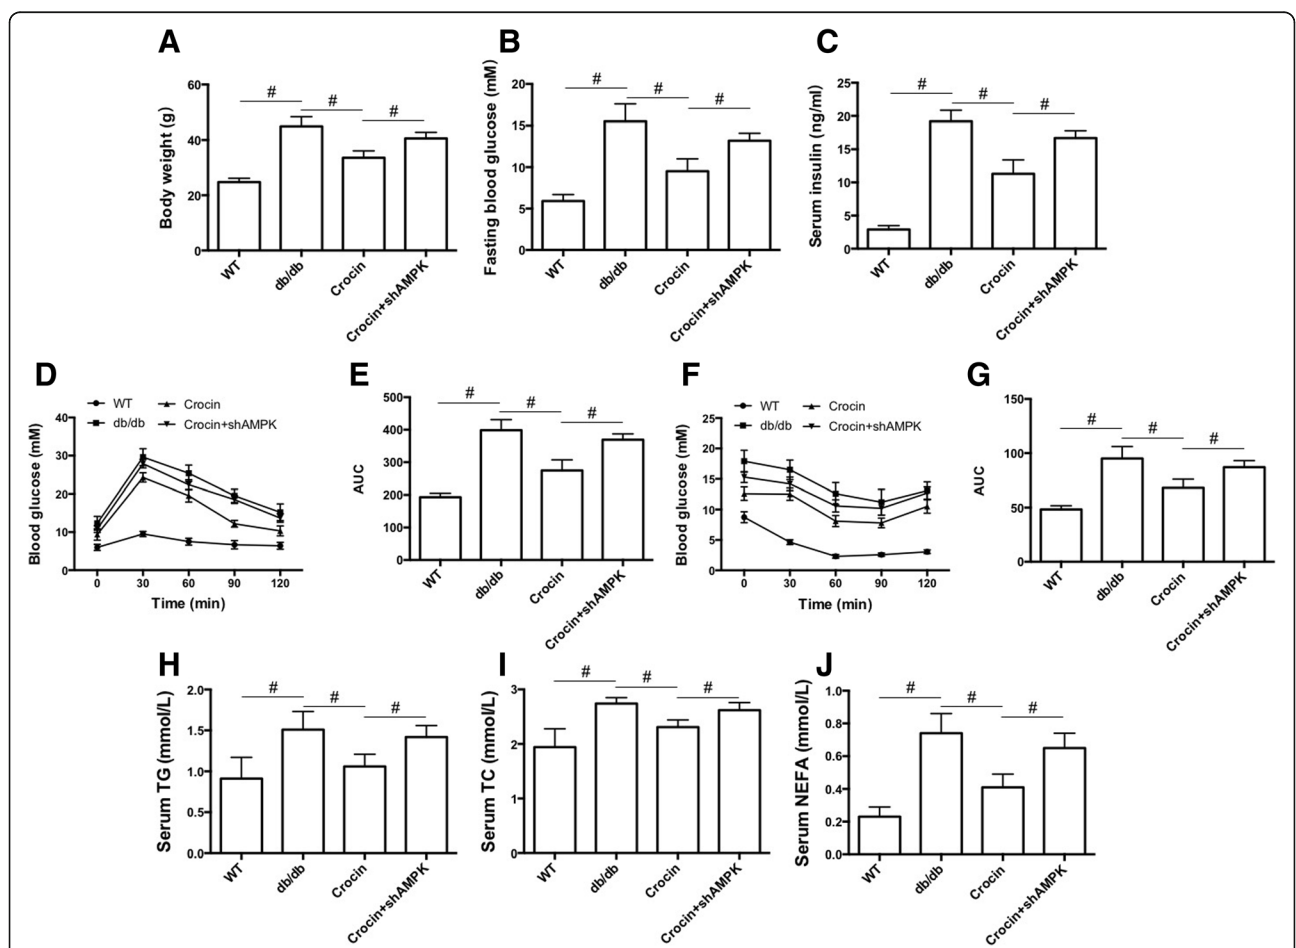 A
B
C
Body weight (g)
60
40
20
0
#
#
#
WT
db/db
Crocin
Crocin+shAMPK
Fasting blood glucose (mM)
20
15
10
5
0
#
#
#
WT
db/db
Crocin
Crocin+shAMPK
Serum insulin (ng/ml)
25
20
15
10
5
0
#
#
#
WT
db/db
Crocin
Crocin+shAMPK
D
E
F
G
WT
Crocin
db/db
Crocin+shAMPK
Blood glucose (mM)
40
30
20
10
0
0 30 60 90 120
Time (min)
AUC
500
400
300
200
100
0
#
#
#
WT
db/db
Crocin
Crocin+shAMPK
WT
Crocin
db/db
Crocin+shAMPK
Blood glucose (mM)
25
20
15
10
5
0
0 30 60 90 120
Time (min)
AUC
150
100
50
0
#
#
#
WT
db/db
Crocin
Crocin+shAMPK
H
I
J
Serum TG (mmol/L)
2.0
1.5
1.0
0.5
0.0
#
#
#
WT
db/db
Crocin
Crocin+shAMPK
Serum TC (mmol/L)
3
2
1
0
#
#
#
WT
db/db
Crocin
Crocin+shAMPK
Serum NEFA (mmol/L)
1.0
0.8
0.6
0.4
0.2
0.0
#
#
#
WT
db/db
Crocin
Crocin+shAMPK